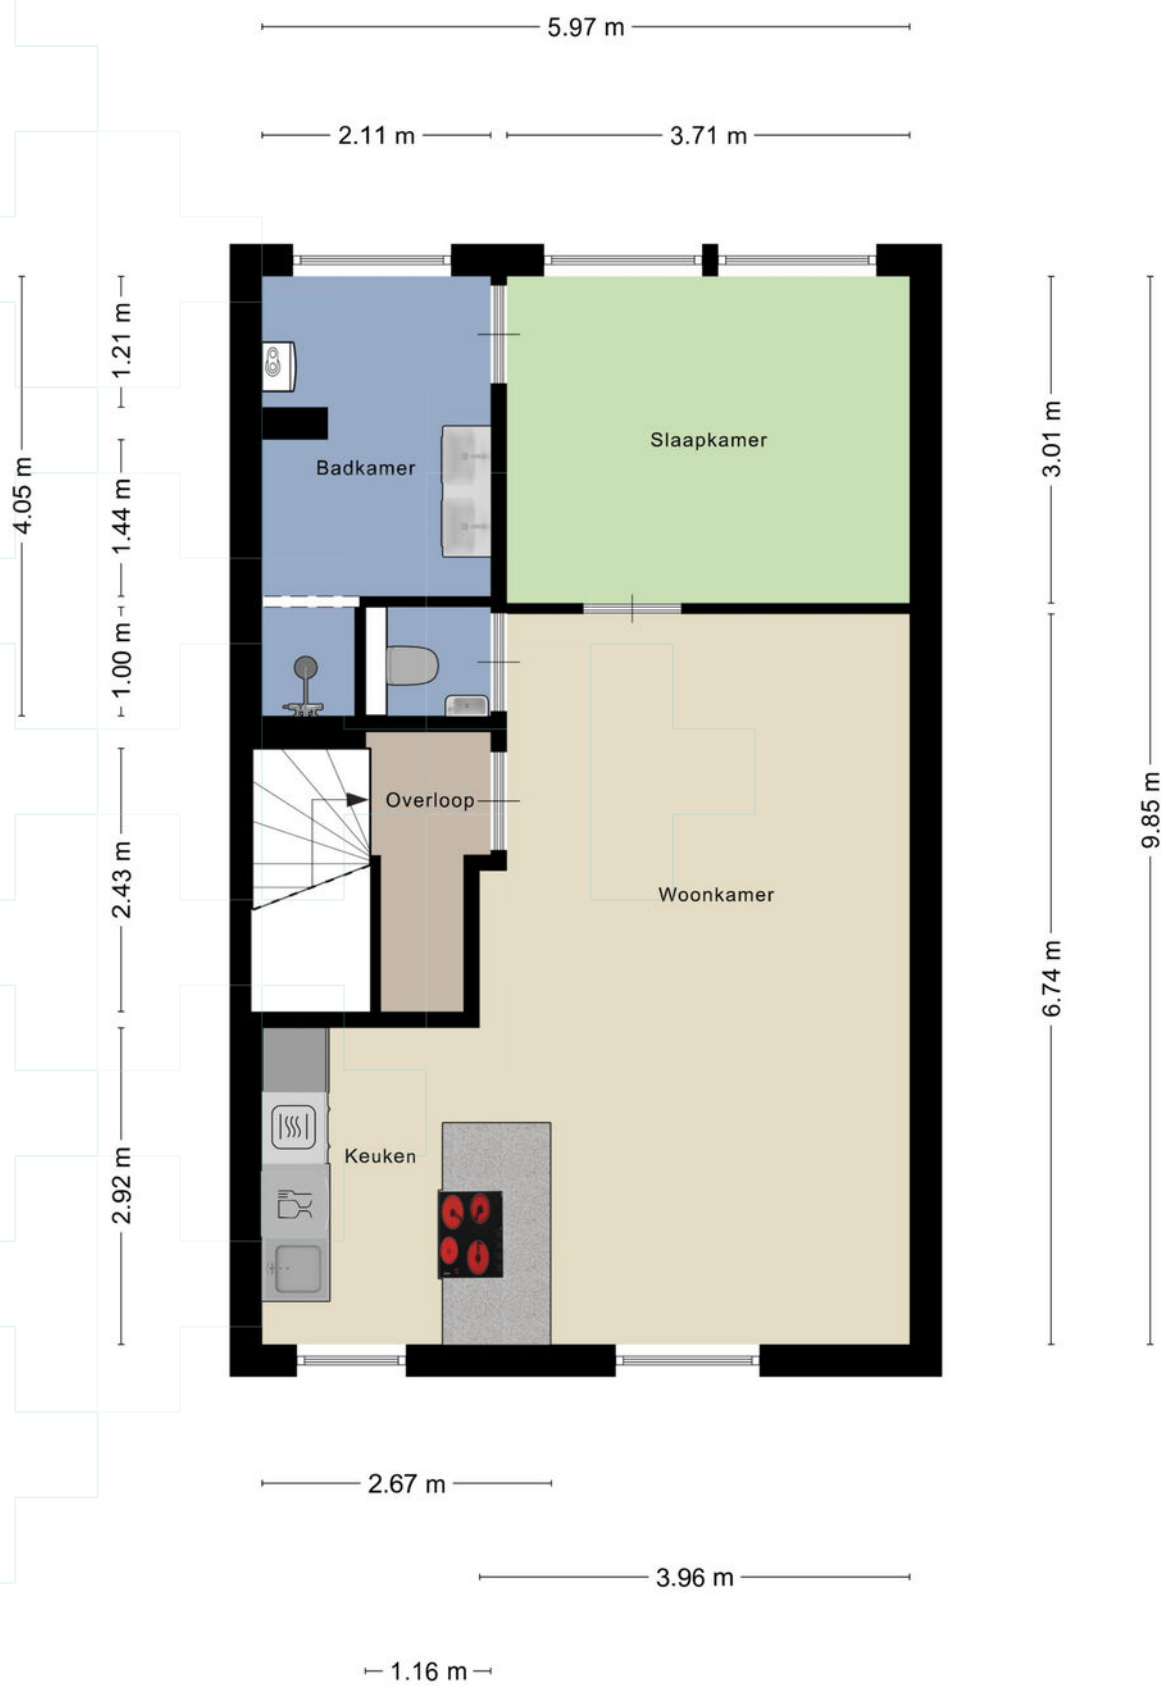 5.97 m
2.11 m
3.71 m
1.21 m
4.05 m
1.44 m
1.00 m
2.43 m
2.92 m
3.01 m
9.85 m
6.74 m
Slaapkamer
Badkamer
Overloop
Woonkamer
Keuken
2.67 m
3.96 m
1.16 m